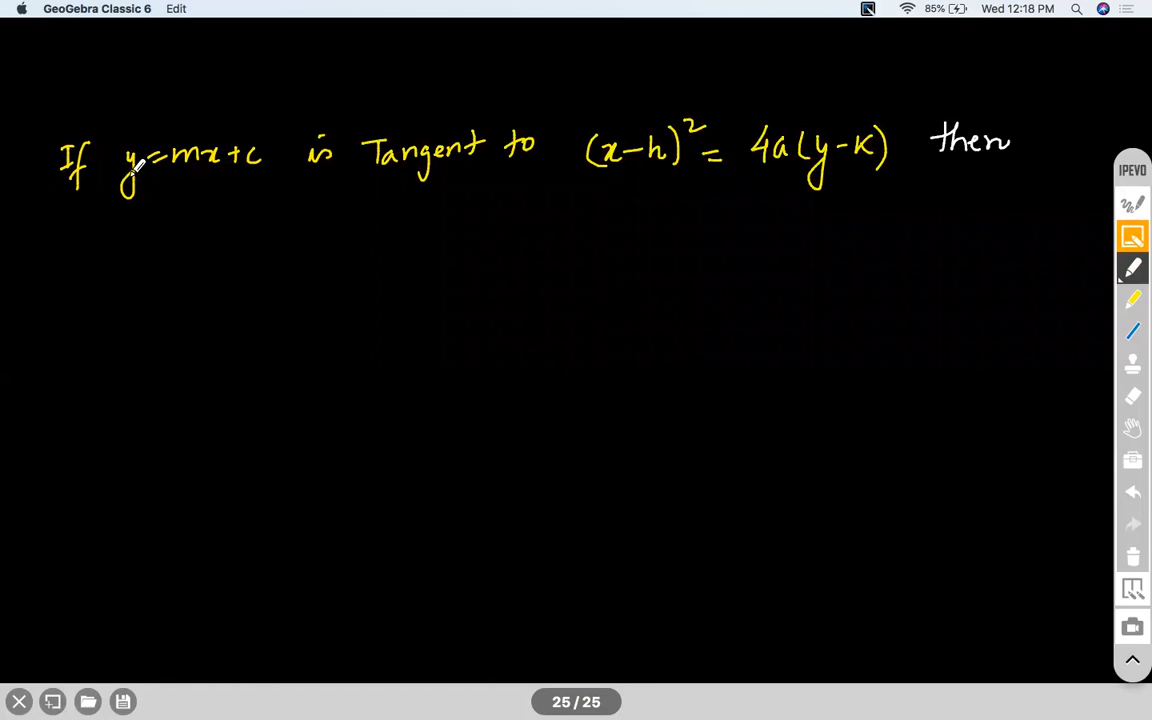 GeoGebra Classic 6 Edit 85% Wed 12:18 PM
If y=mx+c is Tangent to (x-h)² = 4a(y-k) then
IPEVO
25 / 25